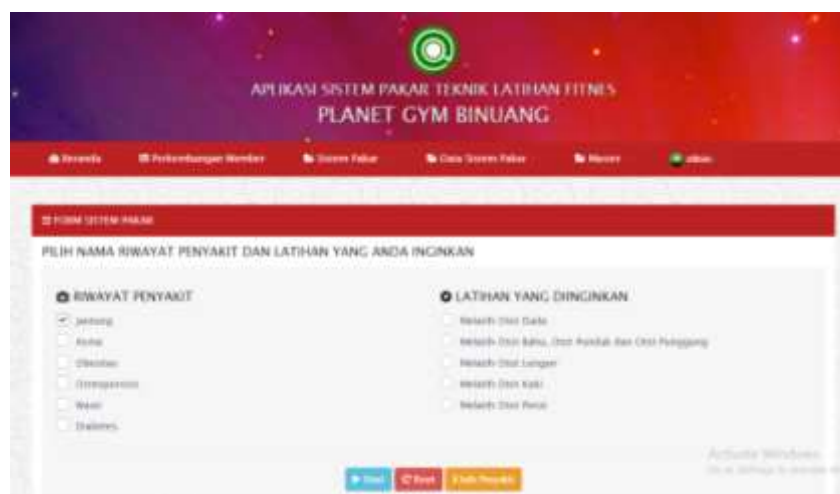 APLIKASI SISTEM PAKAR TEKNIK LATIHAN FITNES
PLANET GYM BINUANG
Beranda Perkembangan Member Sistem Pakar Data Sistem Pakar Master
FORM SISTEM PAKAR
PILIH NAMA RIWAYAT PENYAKIT DAN LATIHAN YANG ANDA INGINKAN
RIWAYAT PENYAKIT
Jantung
Asma
Obesitas
Osteoporosis
Wasir
Diabetes
LATIHAN YANG DIINGINKAN
Melatih Otot Dada
Melatih Otot Bahu, Otot Pundak dan Otot Punggung
Melatih Otot Lengan
Melatih Otot Kaki
Melatih Otot Perut
Reset
Activate Windows